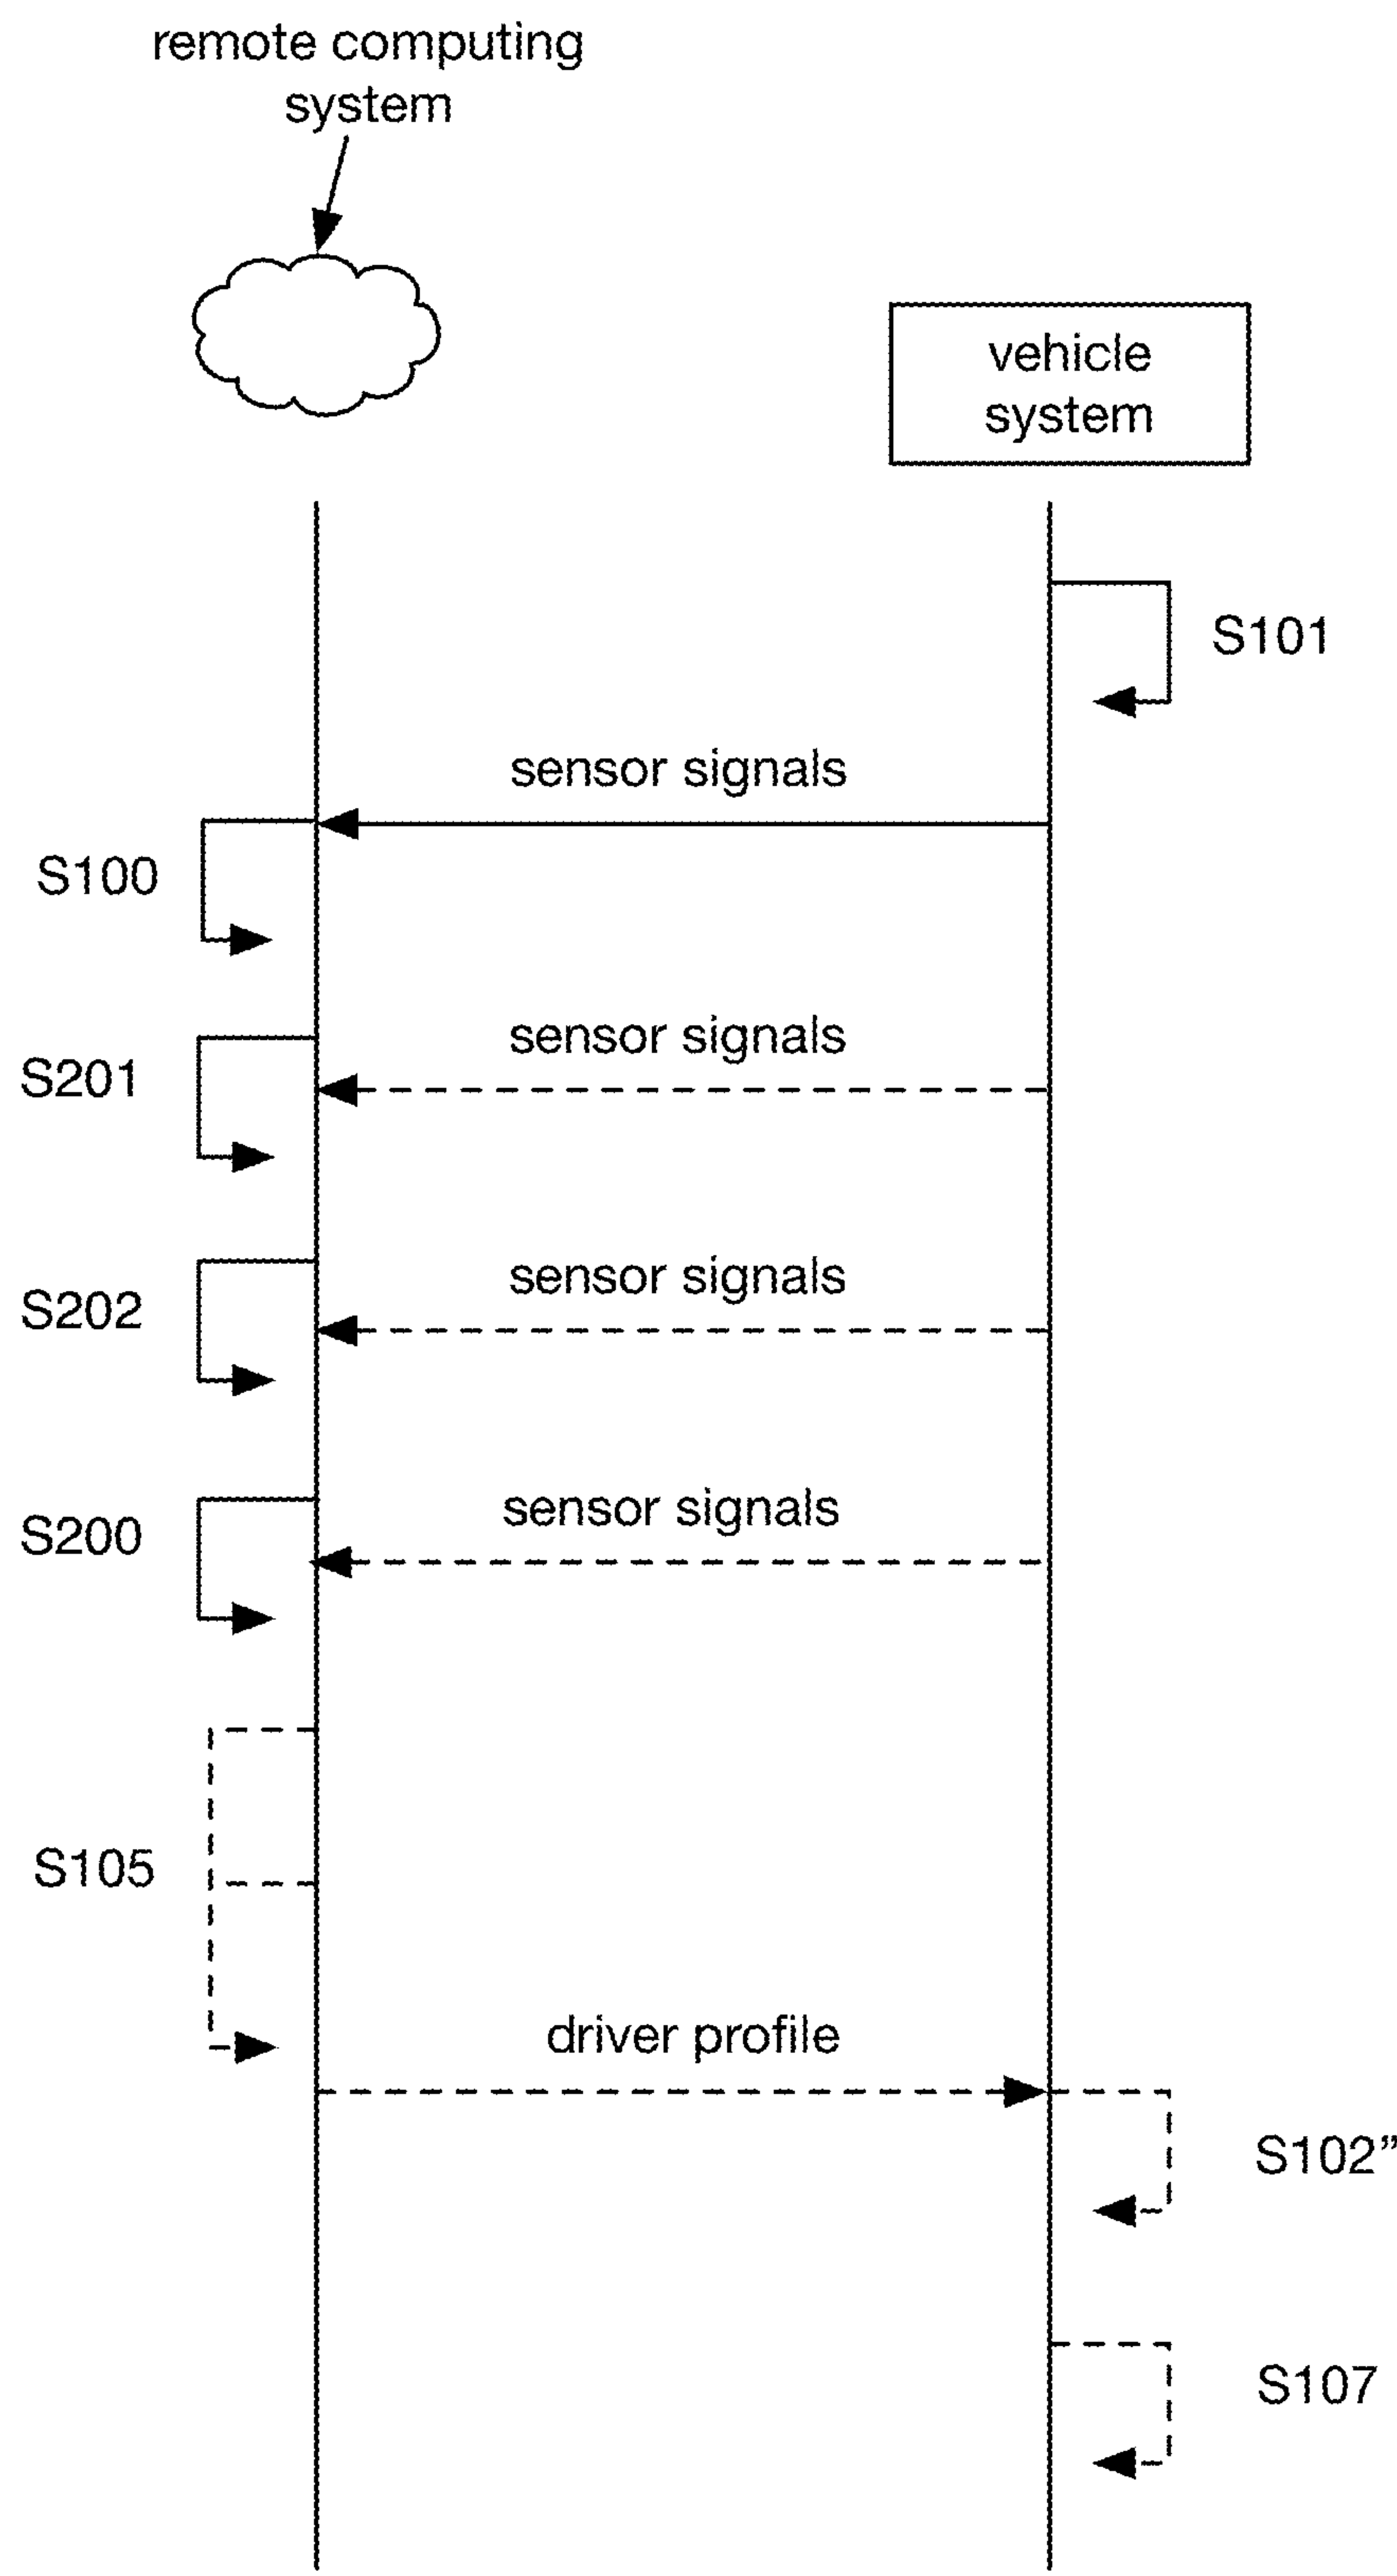 remote computing
system
vehicle
system
S101
sensor signals
S100
sensor signals
S201
sensor signals
S202
sensor signals
S200
S105
driver profile
S102”
S107